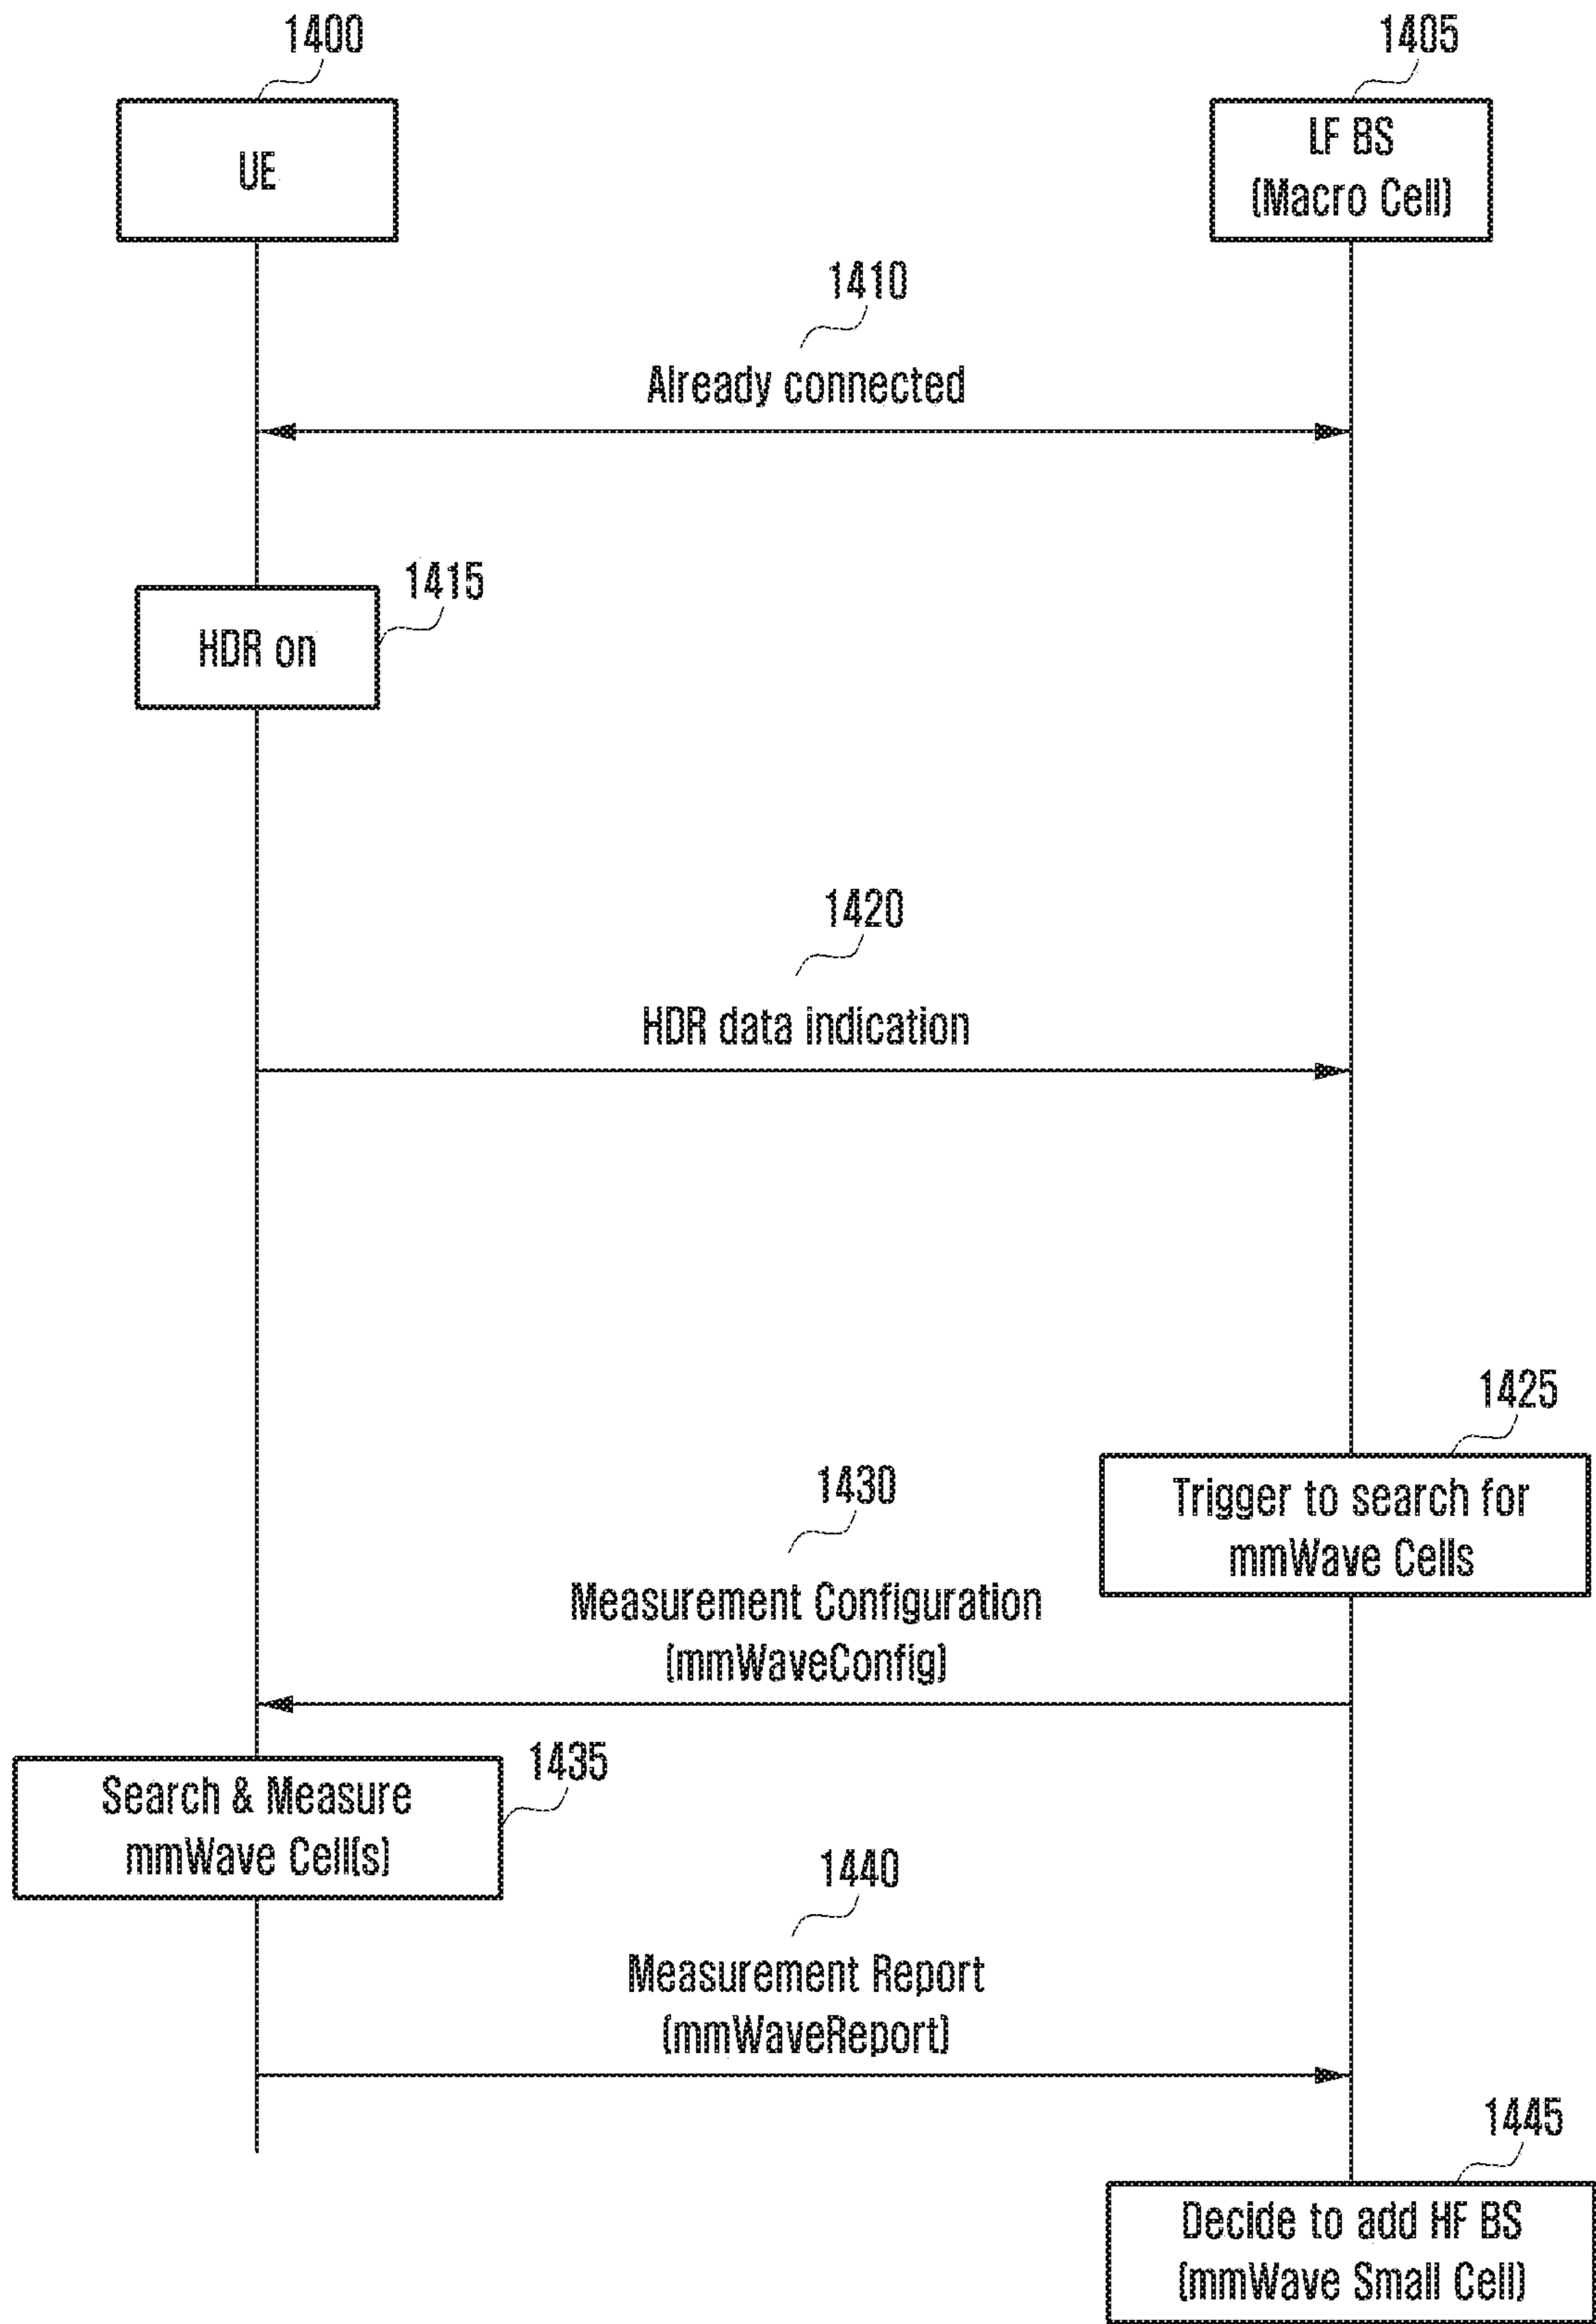 1400
1405
UE
LF BS
(Macro Cell)
1410
Already connected
1415
HDR on
1420
HDR data indication
1425
Trigger to search for
mmWave Cells
1430
Measurement Configuration
(mmWaveConfig)
1435
Search & Measure
mmWave Cell(s)
1440
Measurement Report
(mmWaveReport)
1445
Decide to add HF BS
(mmWave Small Cell)